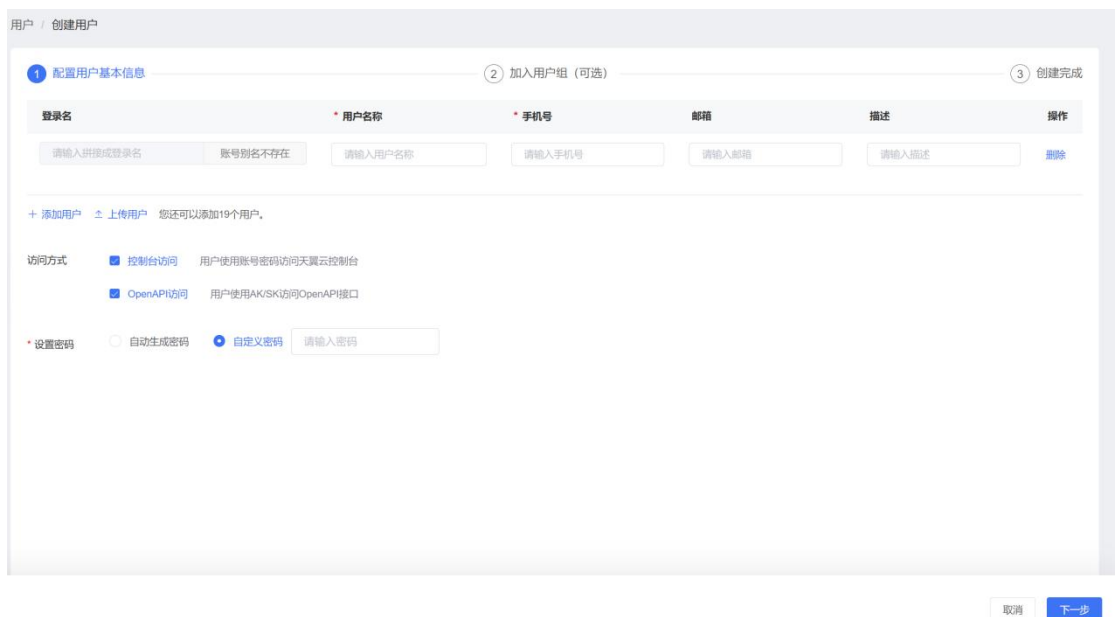 用户 / 创建用户
1 配置用户基本信息 2 加入用户组（可选） 3 创建完成
登录名 * 用户名称 * 手机号 邮箱 描述 操作
请输入拼接成登录名 账号别名不存在 请输入用户名称 请输入手机号 请输入邮箱 请输入描述 删除
+ 添加用户 上传用户 您还可以添加19个用户。
访问方式 控制台访问 用户使用账号密码访问天翼云控制台
OpenAPI访问 用户使用AK/SK访问OpenAPI接口
* 设置密码 自动生成密码 自定义密码 请输入密码
取消 下一步